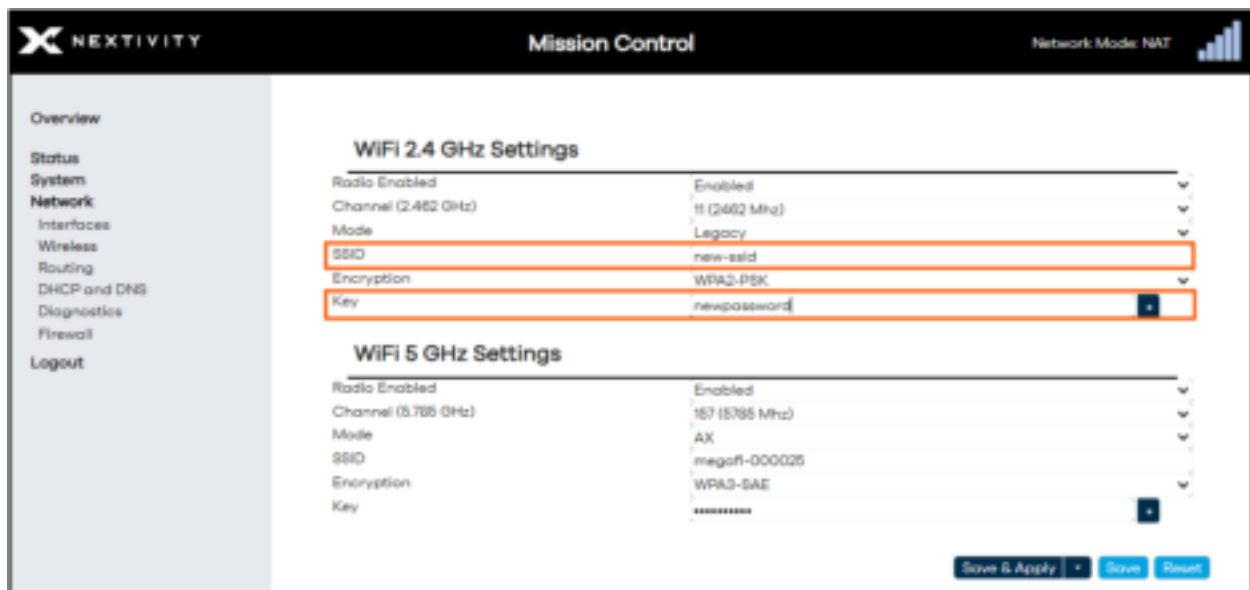 NEXTIVITY
Mission Control
Network Mode: NAT
Overview
Status
System
Network
Interfaces
Wireless
Routing
DHCP and DNS
Diagnostics
Firewall
Logout
WiFi 2.4 GHz Settings
Radio Enabled Enabled
Channel (2.462 GHz) 11 (2462 Mhz)
Mode Legacy
SSID new-ssid
Encryption WPA2-PSK
Key newpassword
WiFi 5 GHz Settings
Radio Enabled Enabled
Channel (5.785 GHz) 157 (5785 Mhz)
Mode AX
SSID megafi-000025
Encryption WPA3-SAE
Key •••••••••••
Save & Apply Save Reset